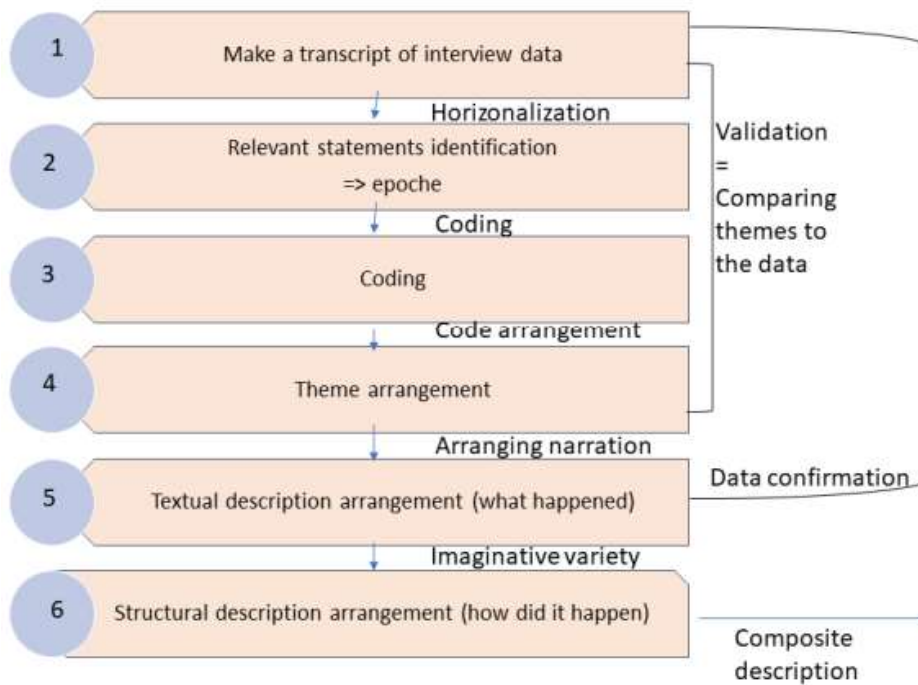 1
Make a transcript of interview data
Horizonalization
2
Relevant statements identification
=> epoche
Coding
3
Coding
Code arrangement
4
Theme arrangement
Validation
=
Comparing
themes to
the data
Arranging narration
5
Textual description arrangement (what happened)
Data confirmation
Imaginative variety
6
Structural description arrangement (how did it happen)
Composite
description